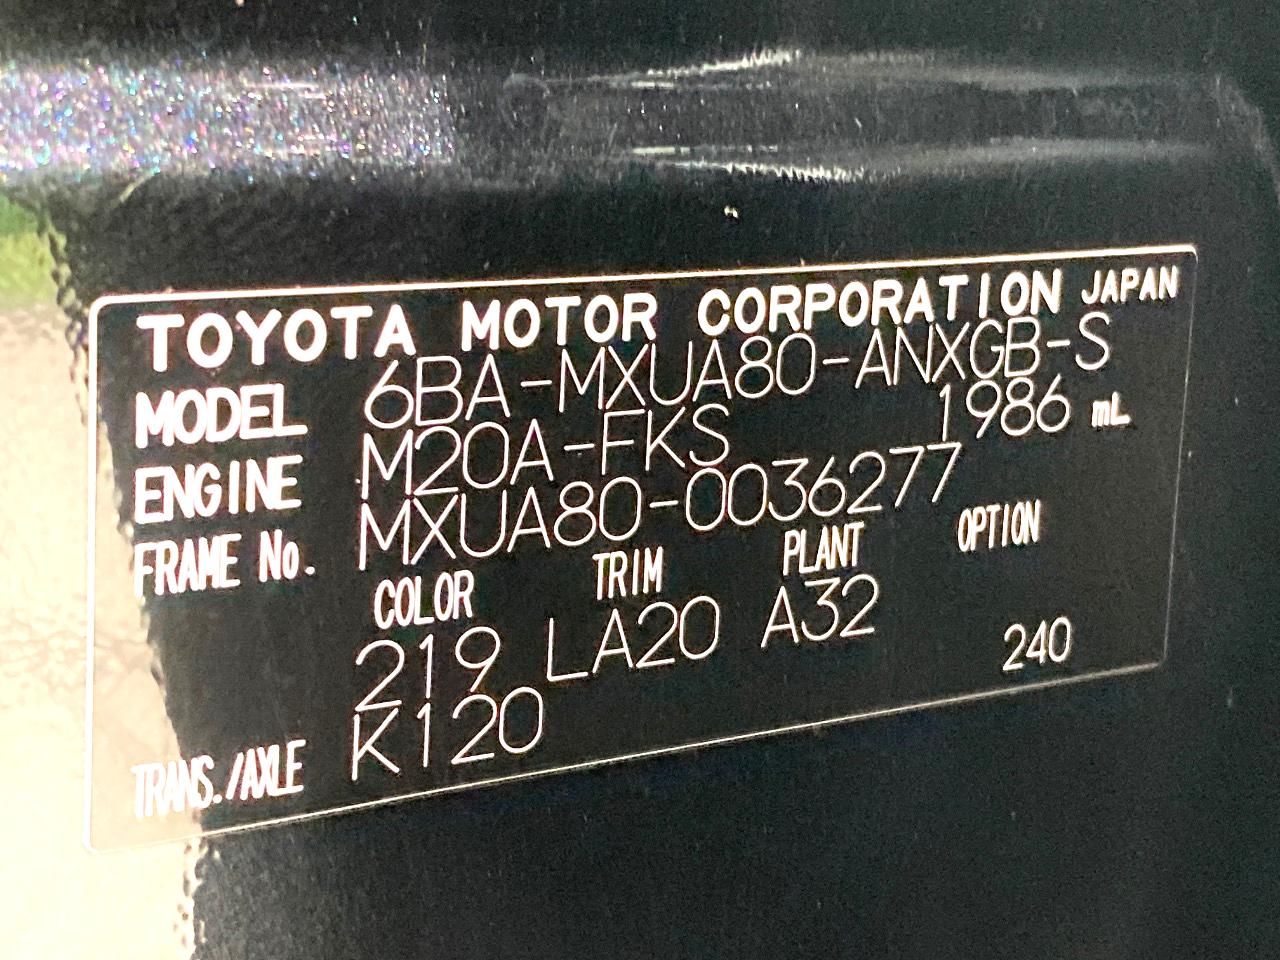 TOYOTA MOTOR CORPORATION JAPAN
MODEL 6BA-MXUA80-ANXGB-S
ENGINE M20A-FKS 1986 mL
FRAME No. MXUA80-0036277
COLOR TRIM PLANT OPTION
219 LA20 A32 240
TRANS./AXLE K120